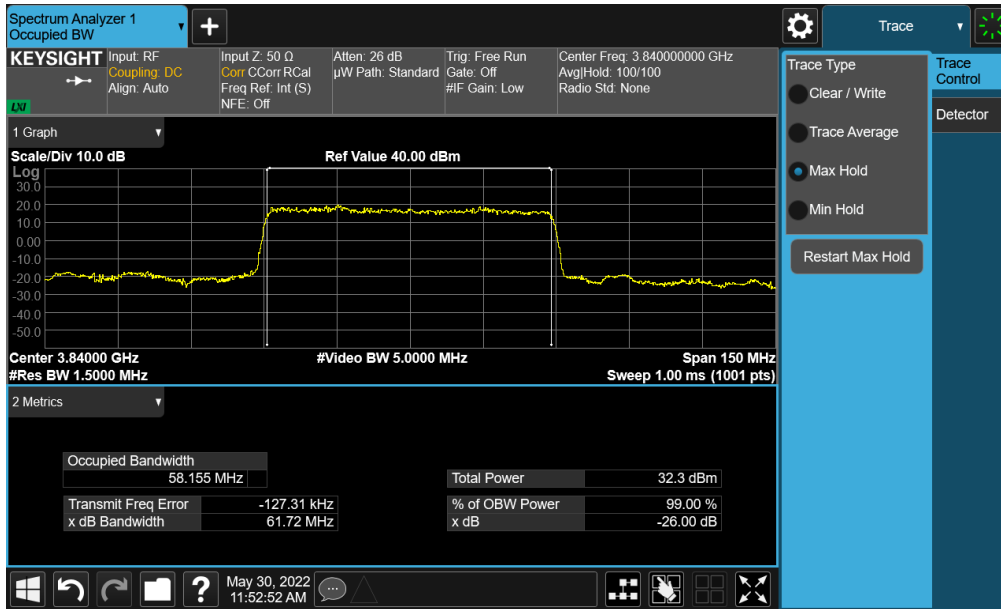 Spectrum Analyzer 1
Occupied BW
+
Trace
KEYSIGHT
LXI
Input: RF
Coupling: DC
Align: Auto
Input Z: 50 Ω
Corr CCorr RCal
Freq Ref: Int (S)
NFE: Off
Atten: 26 dB
µW Path: Standard
Trig: Free Run
Gate: Off
#IF Gain: Low
Center Freq: 3.840000000 GHz
Avg|Hold: 100/100
Radio Std: None
Trace Type
Clear / Write
Trace Average
Max Hold
Min Hold
Restart Max Hold
Trace
Control
Detector
1 Graph
Scale/Div 10.0 dB
Ref Value 40.00 dBm
Log
30.0
20.0
10.0
0.00
-10.0
-20.0
-30.0
-40.0
-50.0
Center 3.84000 GHz
#Video BW 5.0000 MHz
Span 150 MHz
#Res BW 1.5000 MHz
Sweep 1.00 ms (1001 pts)
2 Metrics
Occupied Bandwidth
58.155 MHz
Total Power 32.3 dBm
Transmit Freq Error -127.31 kHz
% of OBW Power 99.00 %
x dB Bandwidth 61.72 MHz
x dB -26.00 dB
?
May 30, 2022
11:52:52 AM